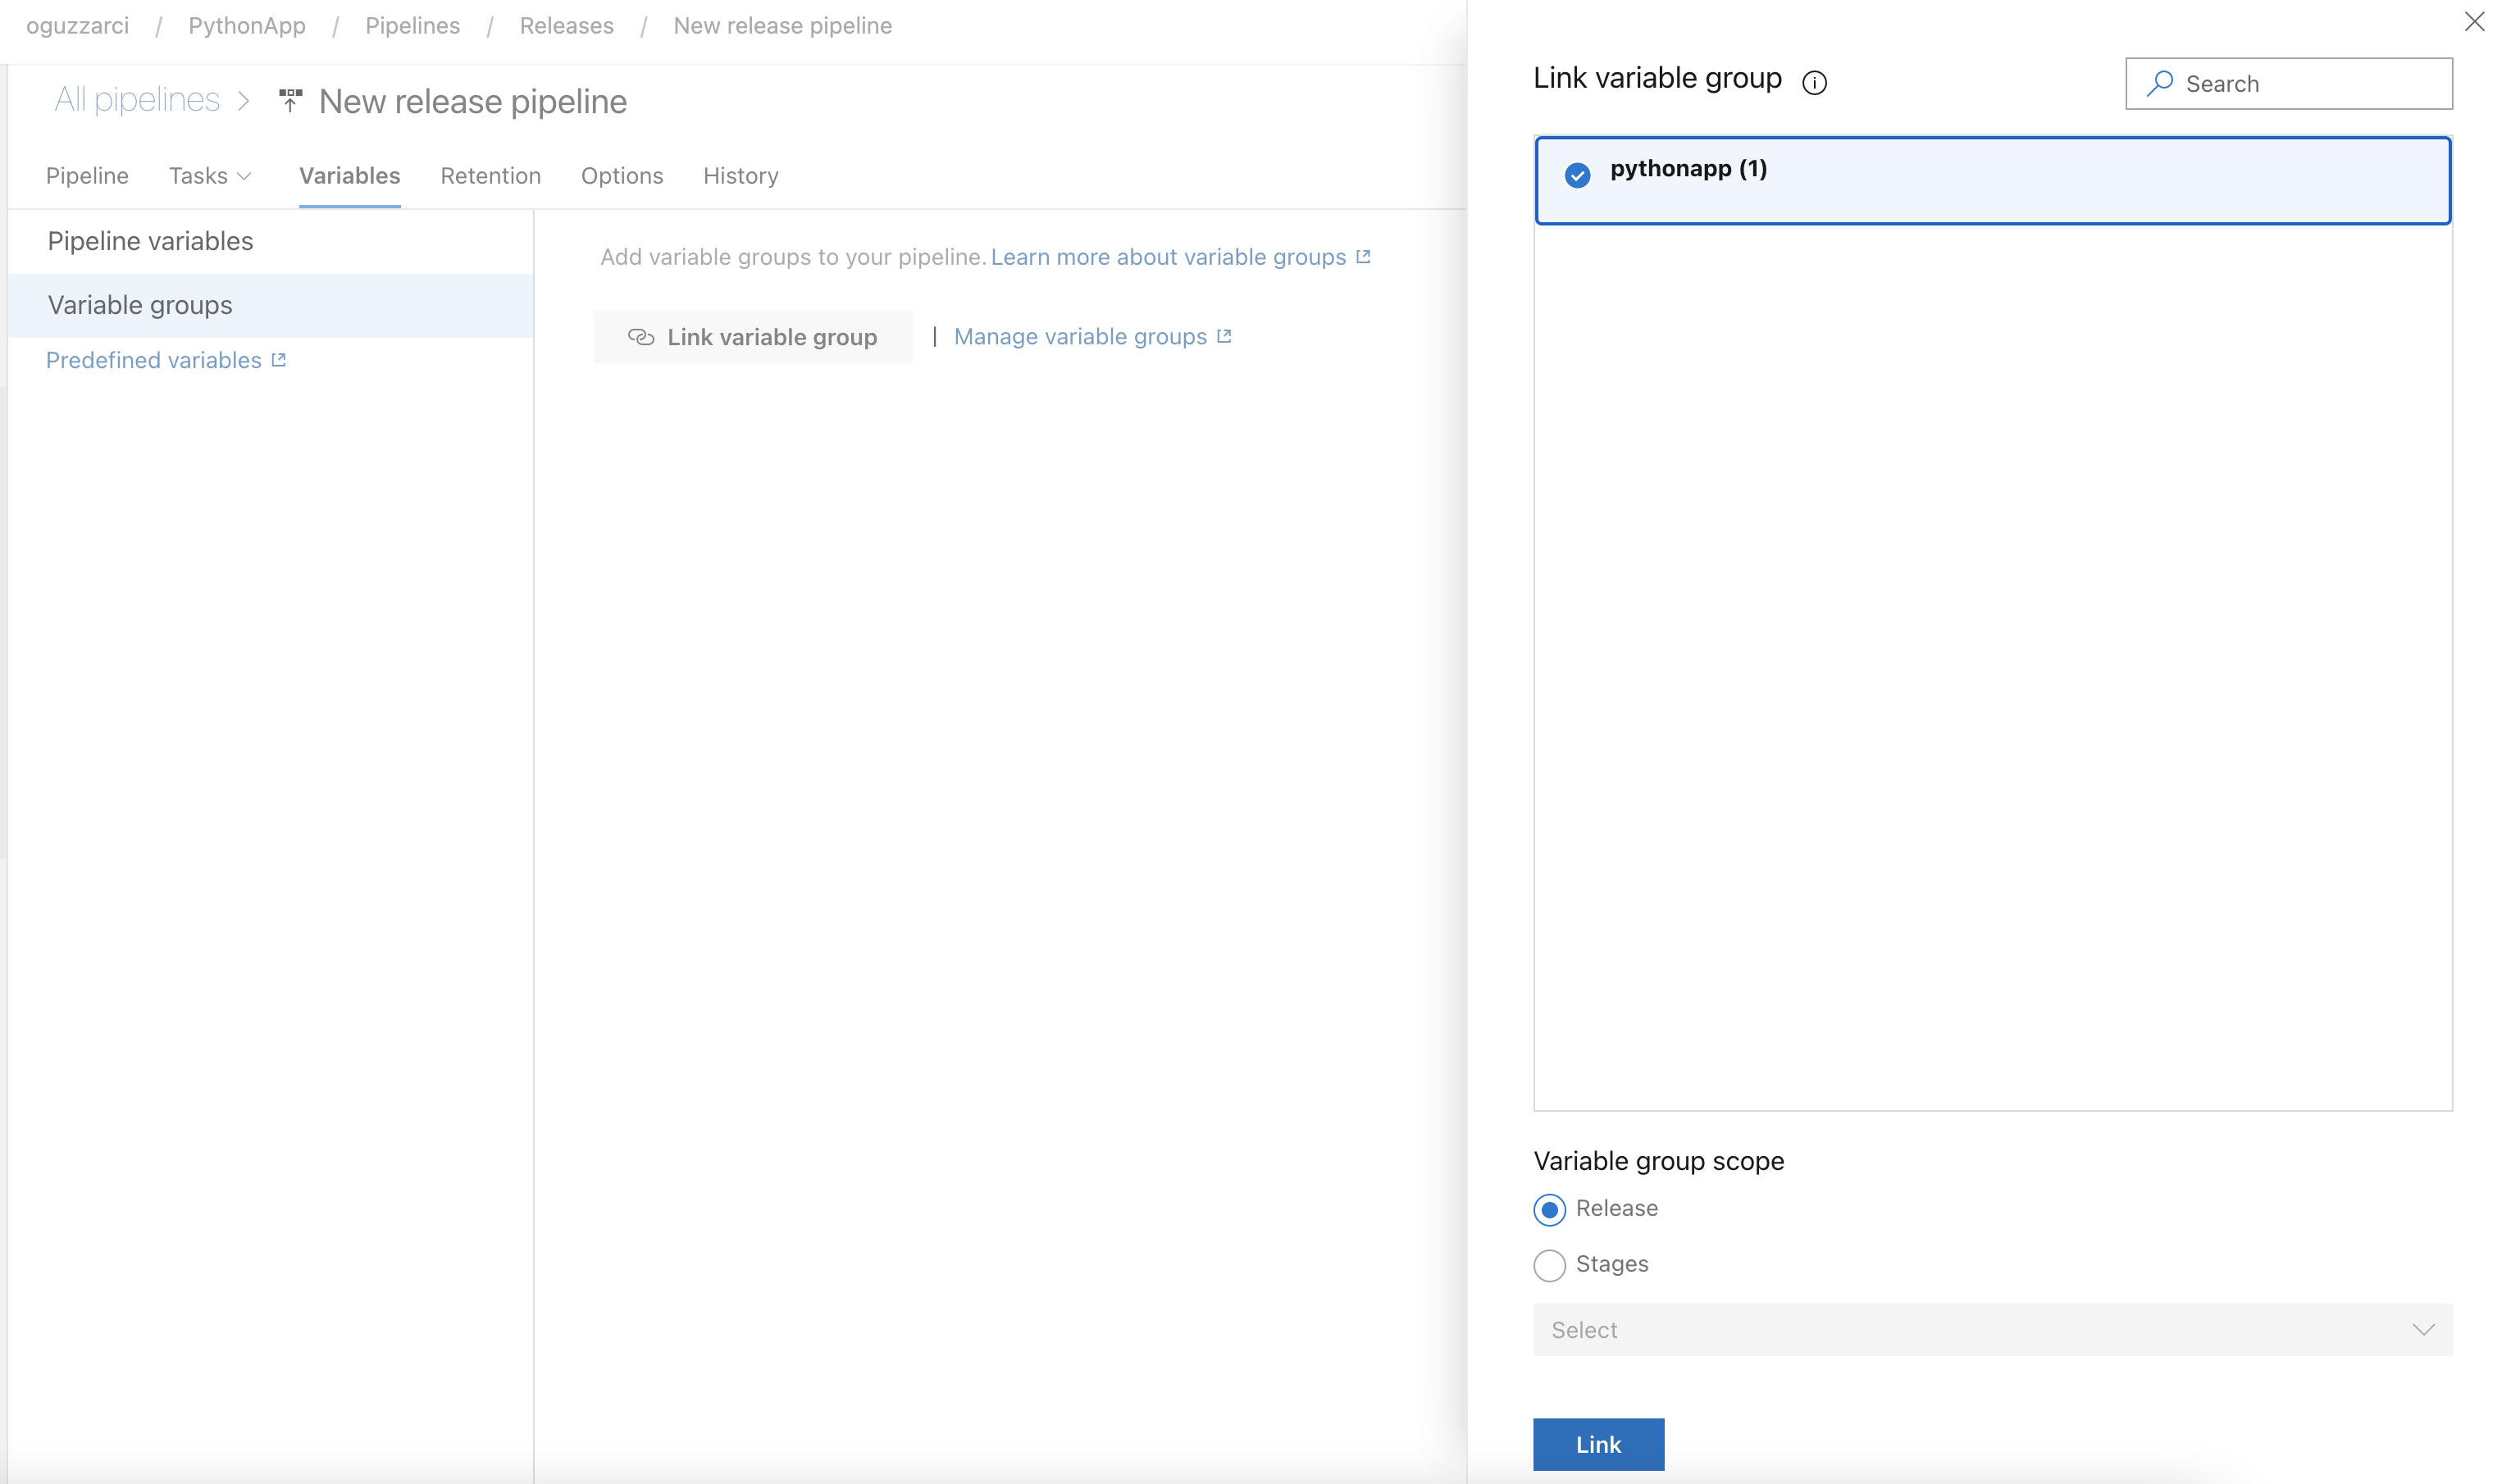 oguzzarci / PythonApp / Pipelines / Releases / New release pipeline
All pipelines > New release pipeline
Pipeline Tasks Variables Retention Options History
Pipeline variables
Variable groups
Predefined variables
Add variable groups to your pipeline. Learn more about variable groups
Link variable group | Manage variable groups
Link variable group
Search
pythonapp (1)
Variable group scope
Release
Stages
Select
Link